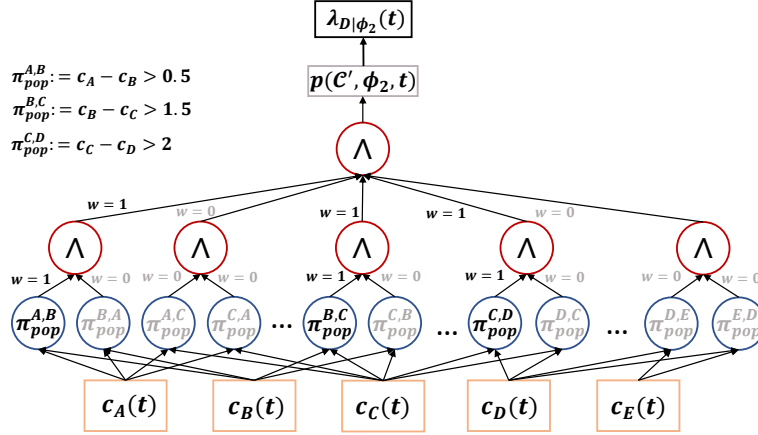 λ_{D|ϕ_2}(t)
π_{pop}^{A,B} := c_A − c_B > 0.5
p(𝒞′, ϕ_2, t)
π_{pop}^{B,C} := c_B − c_C > 1.5
π_{pop}^{C,D} := c_C − c_D > 2
Λ
w = 1 w = 0 w = 1 w = 1 w = 0
Λ Λ Λ Λ Λ
w = 1 w = 0 w = 0 w = 0 w = 1 w = 0 w = 1 w = 0 w = 0 w = 0
π_{pop}^{A,B} π_{pop}^{B,A} π_{pop}^{A,C} π_{pop}^{C,A} ... π_{pop}^{B,C} π_{pop}^{C,B} ... π_{pop}^{C,D} π_{pop}^{D,C} ... π_{pop}^{D,E} π_{pop}^{E,D}
c_A(t) c_B(t) c_C(t) c_D(t) c_E(t)